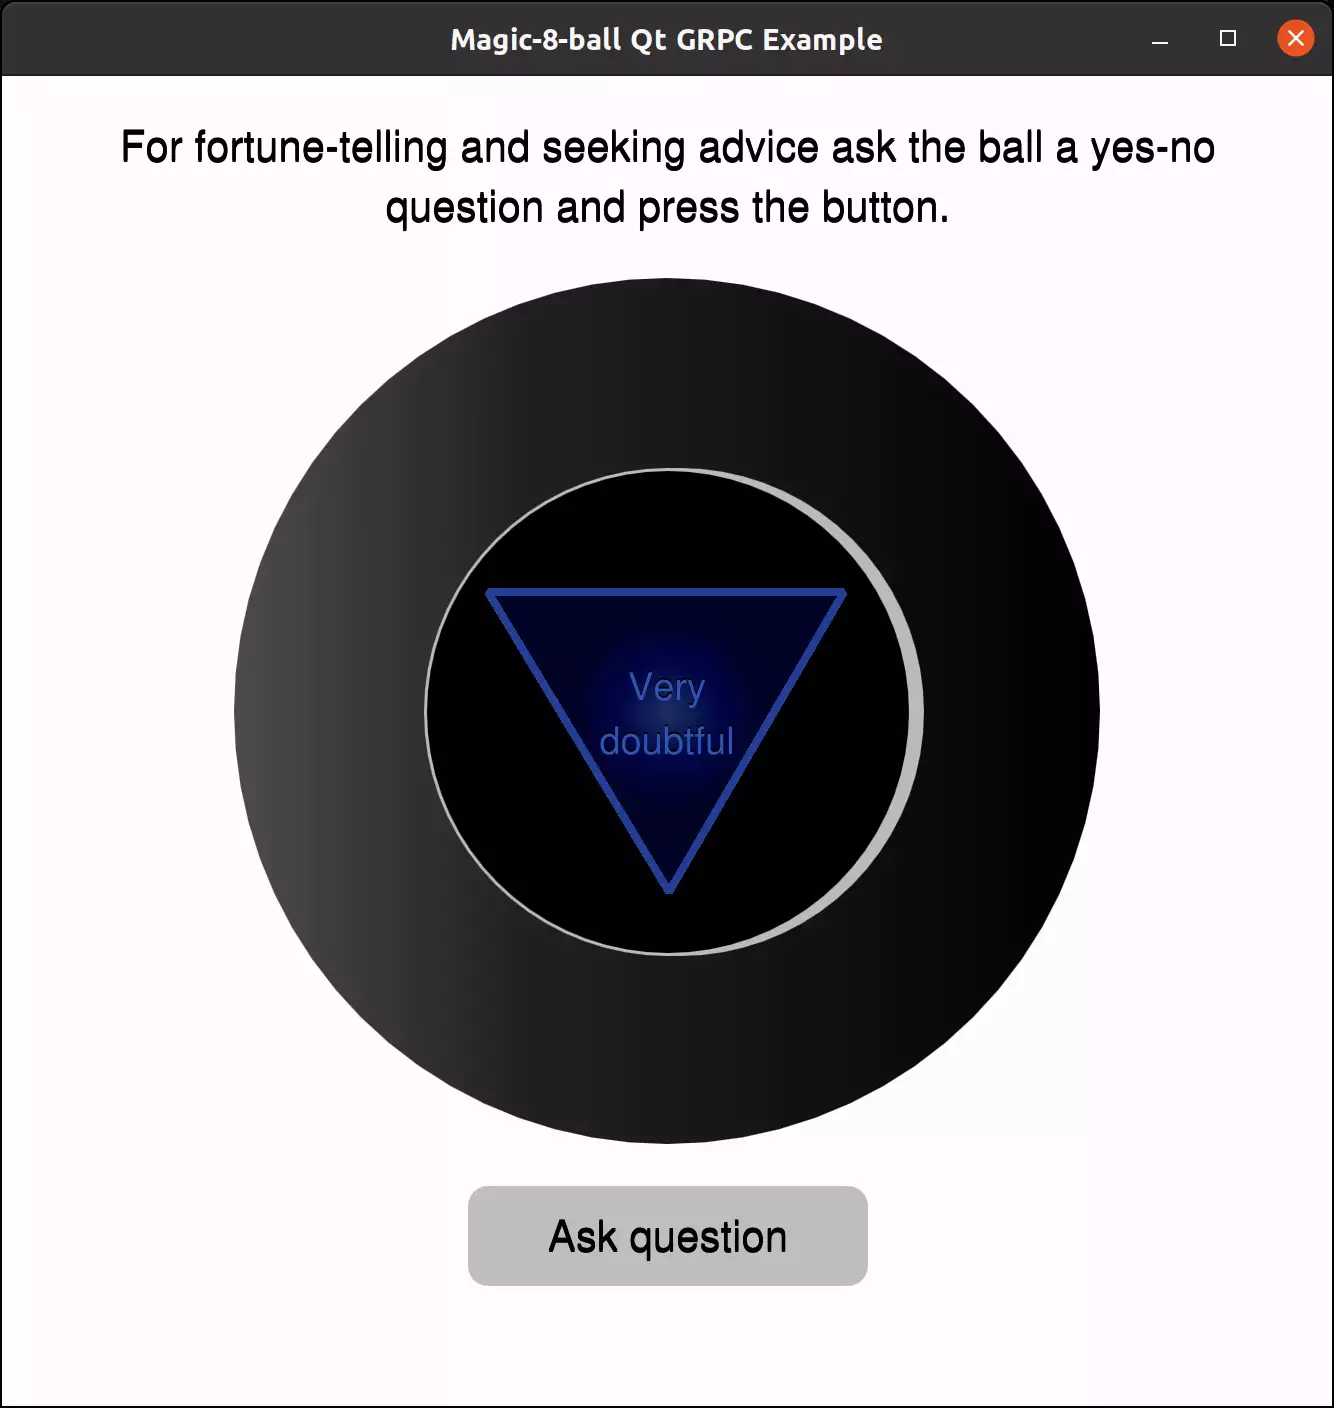 Magic-8-ball Qt GRPC Example
For fortune-telling and seeking advice ask the ball a yes-no
question and press the button.
Very
doubtful
Ask question